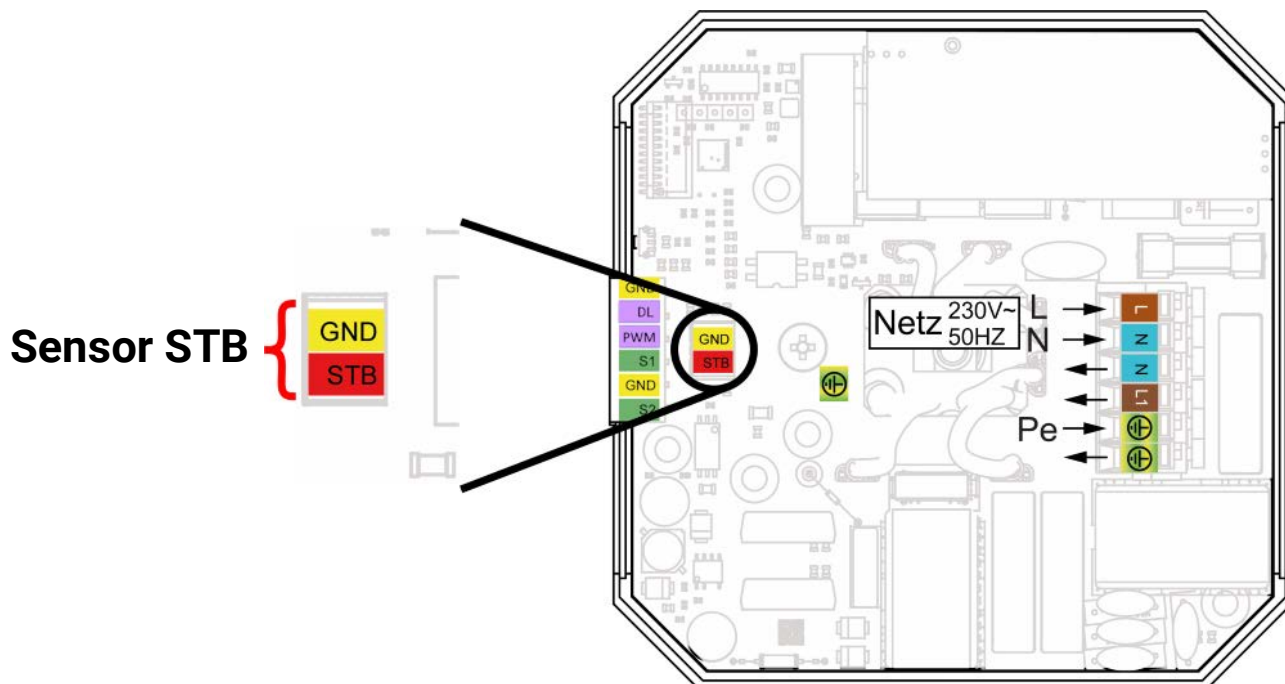 Sensor STB
GND
STB
GND
DL
PWM
S1
GND
S2
GND
STB
Netz 230V~
50HZ
L
N
Pe
L
N
N
L1